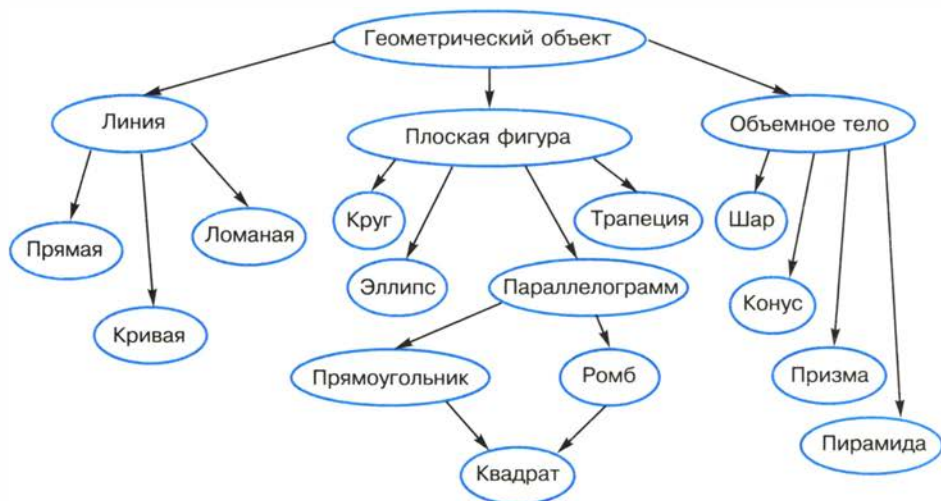 Геометрический объект
Линия
Плоская фигура
Объемное тело
Круг
Трапеция
Шар
Прямая
Ломаная
Эллипс
Параллелограмм
Конус
Кривая
Прямоугольник
Ромб
Призма
Пирамида
Квадрат